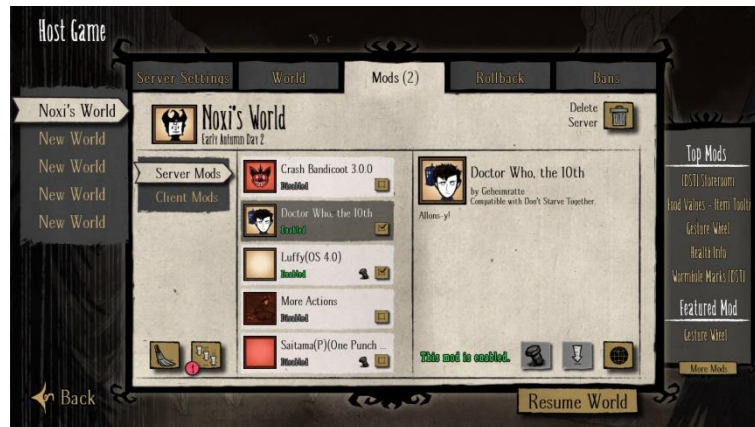 Host Game
Server Settings
World
Mods (2)
Rollback
Bans
Noxi's World
New World
New World
New World
New World
Noxi's World
Early Autumn Day 2
Delete
Server
Server Mods
Client Mods
Crash Bandicoot 3.0.0
Disabled
Doctor Who, the 10th
Enabled
Luffy(OS 4.0)
Enabled
More Actions
Disabled
Saitama(P)(One Punch ...
Disabled
Doctor Who, the 10th
by Geheimratte
Compatible with Don't Starve Together
Allons-y!
This mod is enabled.
Top Mods
[DST] Storeroom
Food Values - Item Toolti
Gesture Wheel
Health Info
Wormhole Marks [DST]
Featured Mod
Gesture Wheel
More Mods
Back
Resume World